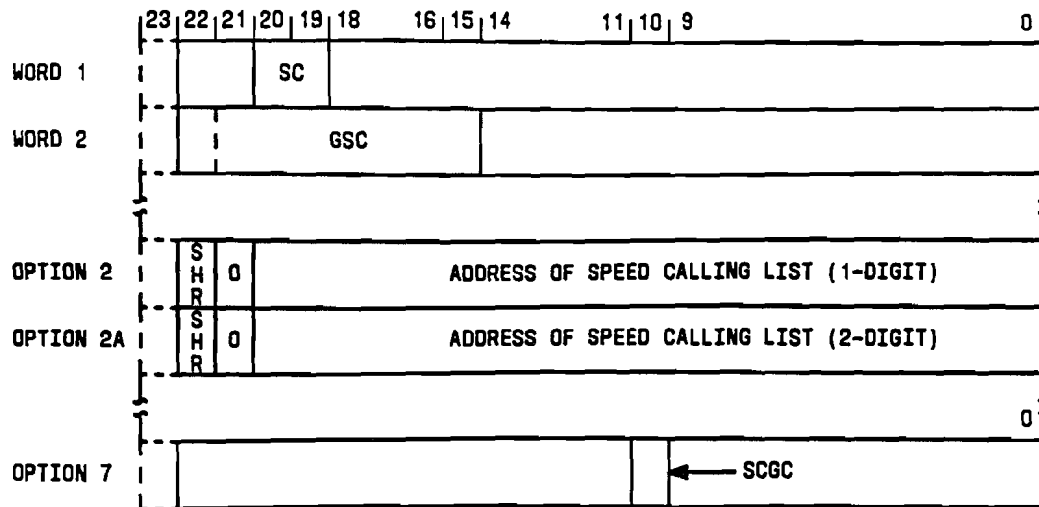 23 22 21 20 19 18 16 15 14 11 10 9 0
WORD 1 SC
WORD 2 GSC
OPTION 2 SHR 0 ADDRESS OF SPEED CALLING LIST (1-DIGIT)
OPTION 2A SHR 0 ADDRESS OF SPEED CALLING LIST (2-DIGIT)
0
OPTION 7 SCGC